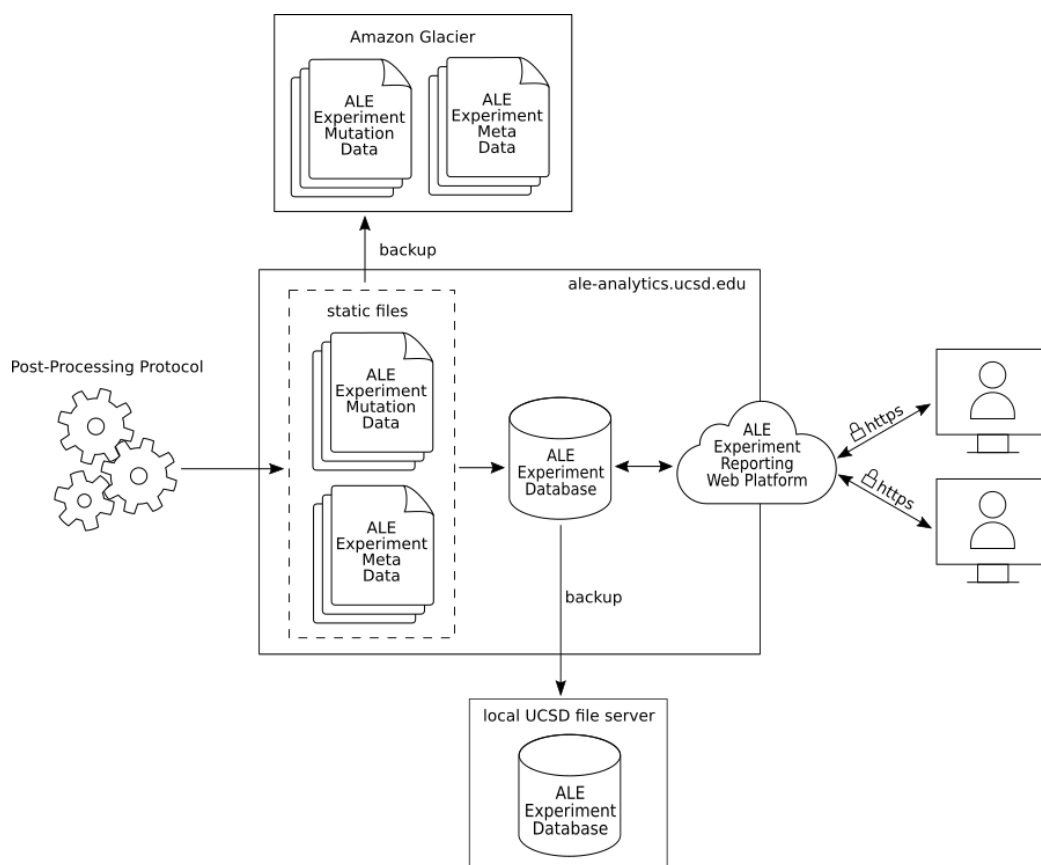 Amazon Glacier
ALE
Experiment
Mutation
Data
ALE
Experiment
Meta
Data
backup
ale-analytics.ucsd.edu
static files
ALE
Experiment
Mutation
Data
ALE
Experiment
Meta
Data
Post-Processing Protocol
ALE
Experiment
Database
ALE
Experiment
Reporting
Web Platform
https
https
backup
local UCSD file server
ALE
Experiment
Database